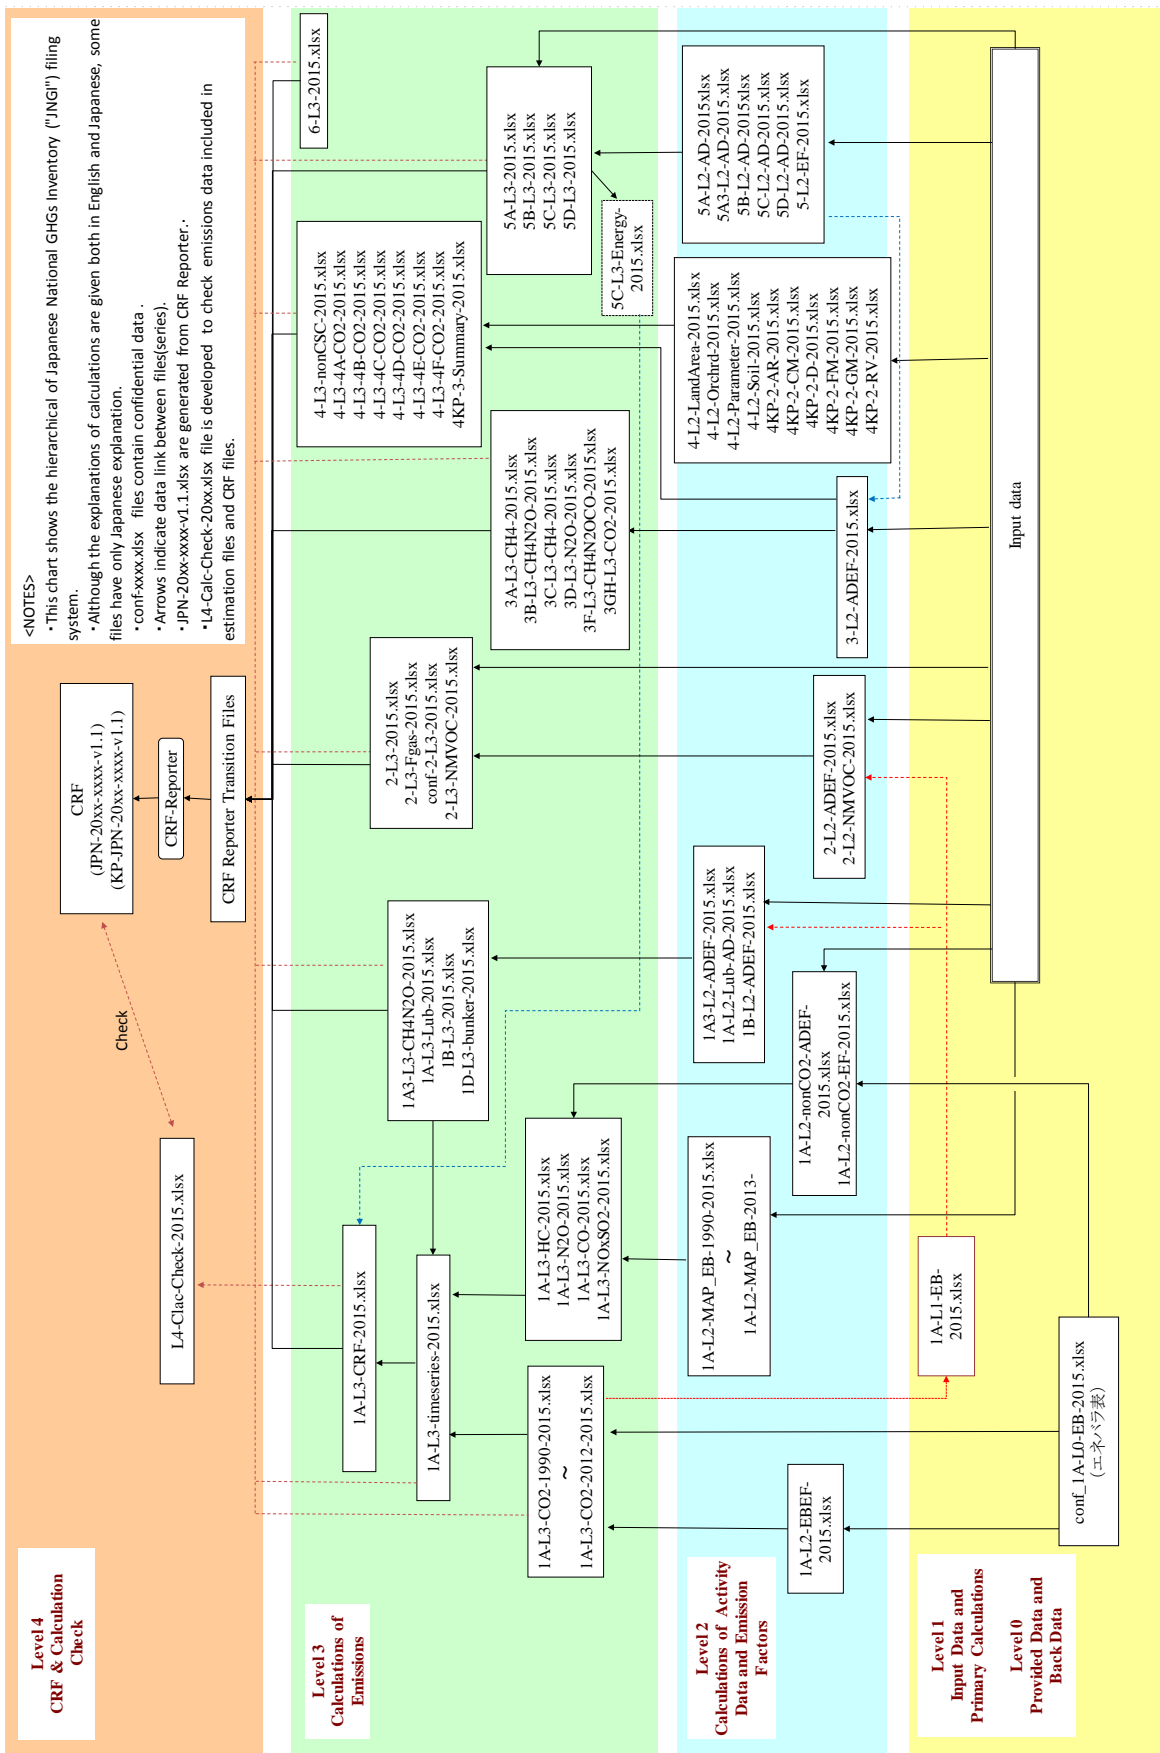 Level 4
CRF & Calculation
Check
L4-Clac-Check-2015.xlsx
Check
CRF
(JPN-20xx-xxxx-v1.1)
(KP-JPN-20xx-xxxx-v1.1)
CRF-Reporter
CRF Reporter Transition Files
<NOTES>
・This chart shows the hierarchical of Japanese National GHGs Inventory ("JNGI") filing
system.
・Although the explanations of calculations are given both in English and Japanese, some
files have only Japanese explanation.
・conf-xxxx.xlsx files contain confidential data .
・Arrows indicate data link between files(series).
・JPN-20xx-xxxx-v1.1.xlsx are generated from CRF Reporter.・
・L4-Calc-Check-20xx.xlsx file is developed to check emissions data included in
estimation files and CRF files.
Level 3
Calculations of
Emissions
1A-L3-CRF-2015.xlsx
1A-L3-timeseries-2015.xlsx
1A-L3-CO2-1990-2015.xlsx
～
1A-L3-CO2-2012-2015.xlsx
1A-L3-HC-2015.xlsx
1A-L3-N2O-2015.xlsx
1A-L3-CO-2015.xlsx
1A-L3-NOxSO2-2015.xlsx
1A3-L3-CH4N2O-2015.xlsx
1A-L3-Lub-2015.xlsx
1B-L3-2015.xlsx
1D-L3-bunker-2015.xlsx
2-L3-2015.xlsx
2-L3-Fgas-2015.xlsx
conf-2-L3-2015.xlsx
2-L3-NMVOC-2015.xlsx
3A-L3-CH4-2015.xlsx
3B-L3-CH4N2O-2015.xlsx
3C-L3-CH4-2015.xlsx
3D-L3-N2O-2015.xlsx
3F-L3-CH4N2OCO-2015xlsx
3GH-L3-CO2-2015.xlsx
4-L3-nonCSC-2015.xlsx
4-L3-4A-CO2-2015.xlsx
4-L3-4B-CO2-2015.xlsx
4-L3-4C-CO2-2015.xlsx
4-L3-4D-CO2-2015.xlsx
4-L3-4E-CO2-2015.xlsx
4-L3-4F-CO2-2015.xlsx
4KP-3-Summary-2015.xlsx
5A-L3-2015.xlsx
5B-L3-2015.xlsx
5C-L3-2015.xlsx
5D-L3-2015.xlsx
5C-L3-Energy-
2015.xlsx
6-L3-2015.xlsx
Level 2
Calculations of Activity
Data and Emission
Factors
1A-L2-EBEF-
2015.xlsx
1A-L2-MAP_EB-1990-2015.xlsx
～
1A-L2-MAP_EB-2013-
1A-L2-nonCO2-ADEF-
2015.xlsx
1A-L2-nonCO2-EF-2015.xlsx
1A3-L2-ADEF-2015.xlsx
1A-L2-Lub-AD-2015.xlsx
1B-L2-ADEF-2015.xlsx
2-L2-ADEF-2015.xlsx
2-L2-NMVOC-2015.xlsx
3-L2-ADEF-2015.xlsx
4-L2-LandArea-2015.xlsx
4-L2-Orchrd-2015.xlsx
4-L2-Parameter-2015.xlsx
4-L2-Soil-2015.xlsx
4KP-2-AR-2015.xlsx
4KP-2-CM-2015.xlsx
4KP-2-D-2015.xlsx
4KP-2-FM-2015.xlsx
4KP-2-GM-2015.xlsx
4KP-2-RV-2015.xlsx
5A-L2-AD-2015xlsx
5A3-L2-AD-2015.xlsx
5B-L2-AD-2015xlsx
5C-L2-AD-2015.xlsx
5D-L2-AD-2015.xlsx
5-L2-EF-2015.xlsx
Level 1
Input Data and
Primary Calculations
Level 0
Provided Data and
Back Data
1A-L1-EB-
2015.xlsx
conf_1A-L0-EB-2015.xlsx
（エネバラ表）
Input data